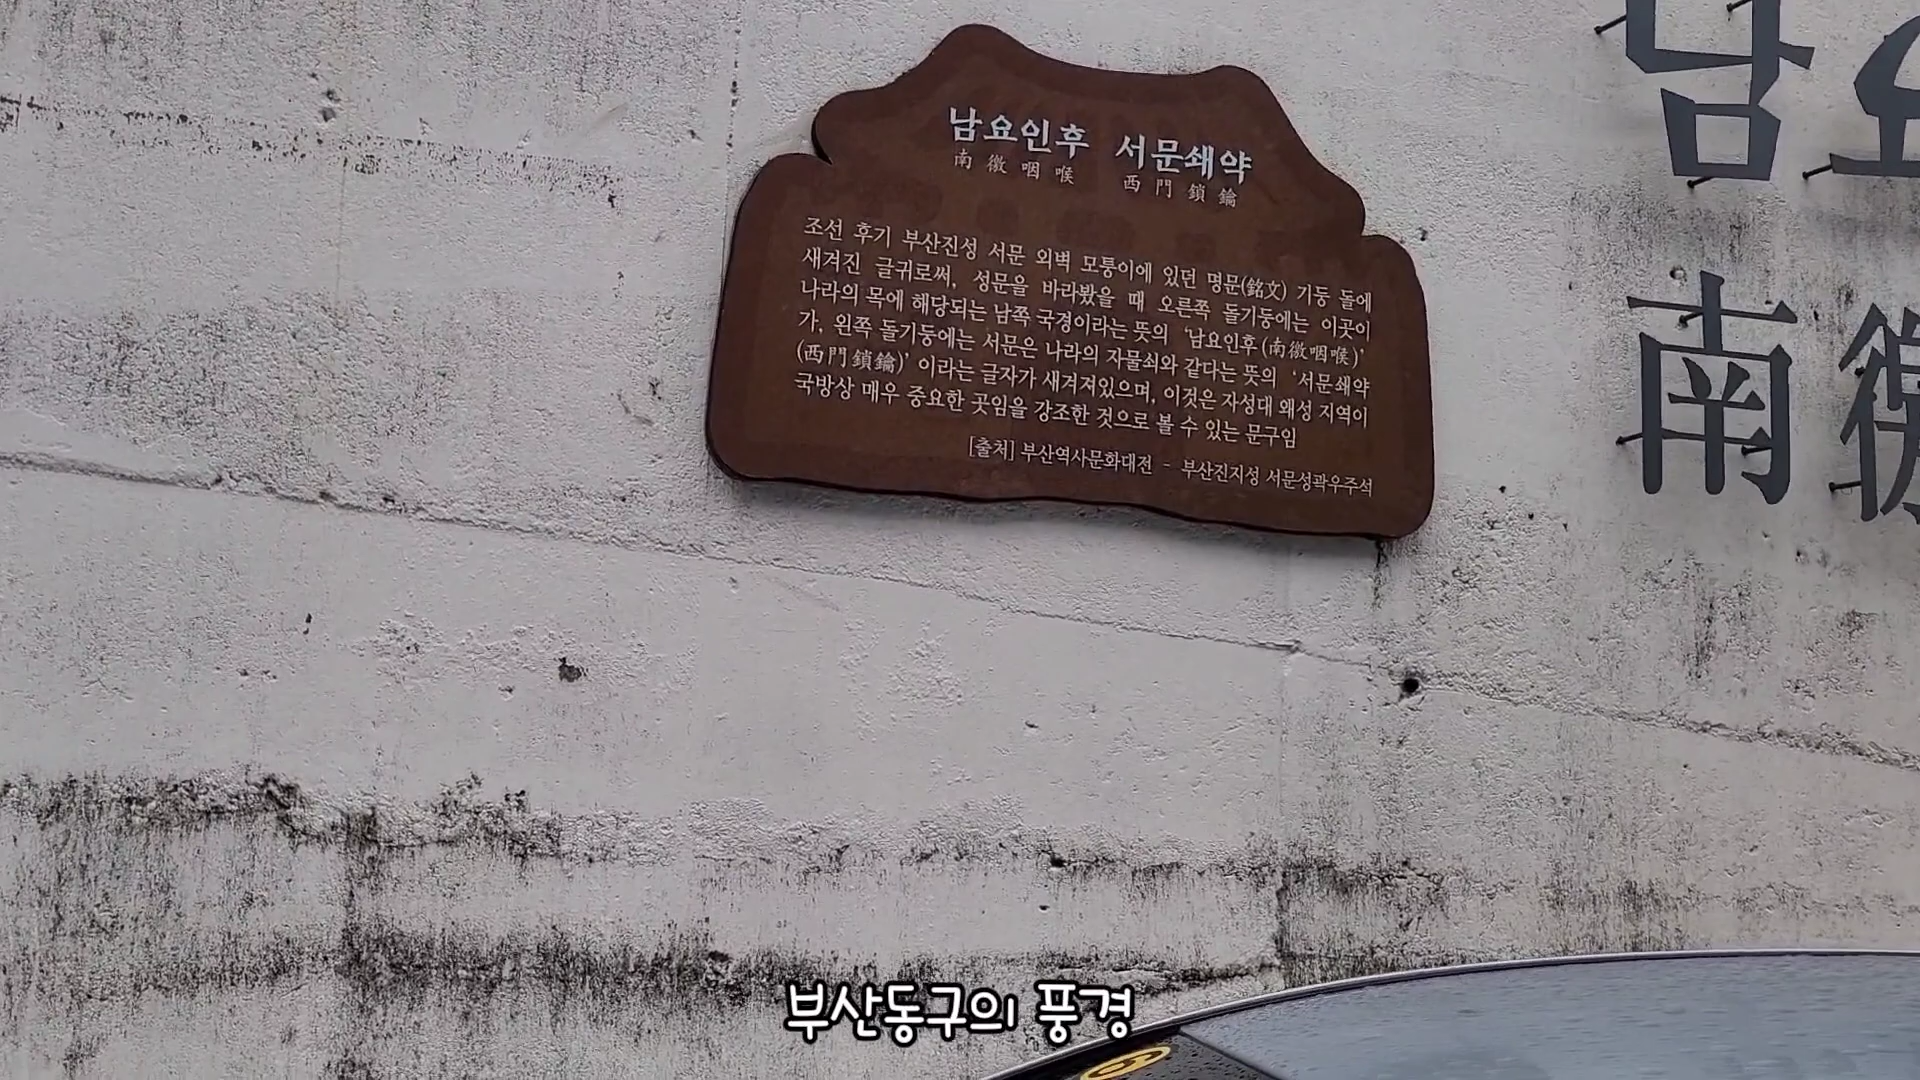 남요인후 서문쇄약
南 徼 咽 喉 西 門 鎖 鑰
조선 후기 부산진성 서문 외벽 모퉁이에 있던 명문(銘文) 기둥 돌에
새겨진 글귀로써, 성문을 바라봤을 때 오른쪽 돌기둥에는 이곳이
나라의 목에 해당되는 남쪽 국경이라는 뜻의 '남요인후(南徼咽喉)'
가, 왼쪽 돌기둥에는 서문은 나라의 자물쇠와 같다는 뜻의 '서문쇄약
(西門鎖鑰)' 이라는 글자가 새겨져있으며, 이것은 자성대 왜성 지역이
국방상 매우 중요한 곳임을 강조한 것으로 볼 수 있는 문구임
[출처] 부산역사문화대전 - 부산진지성 서문성곽우주석
남
南
부산동구의 풍경